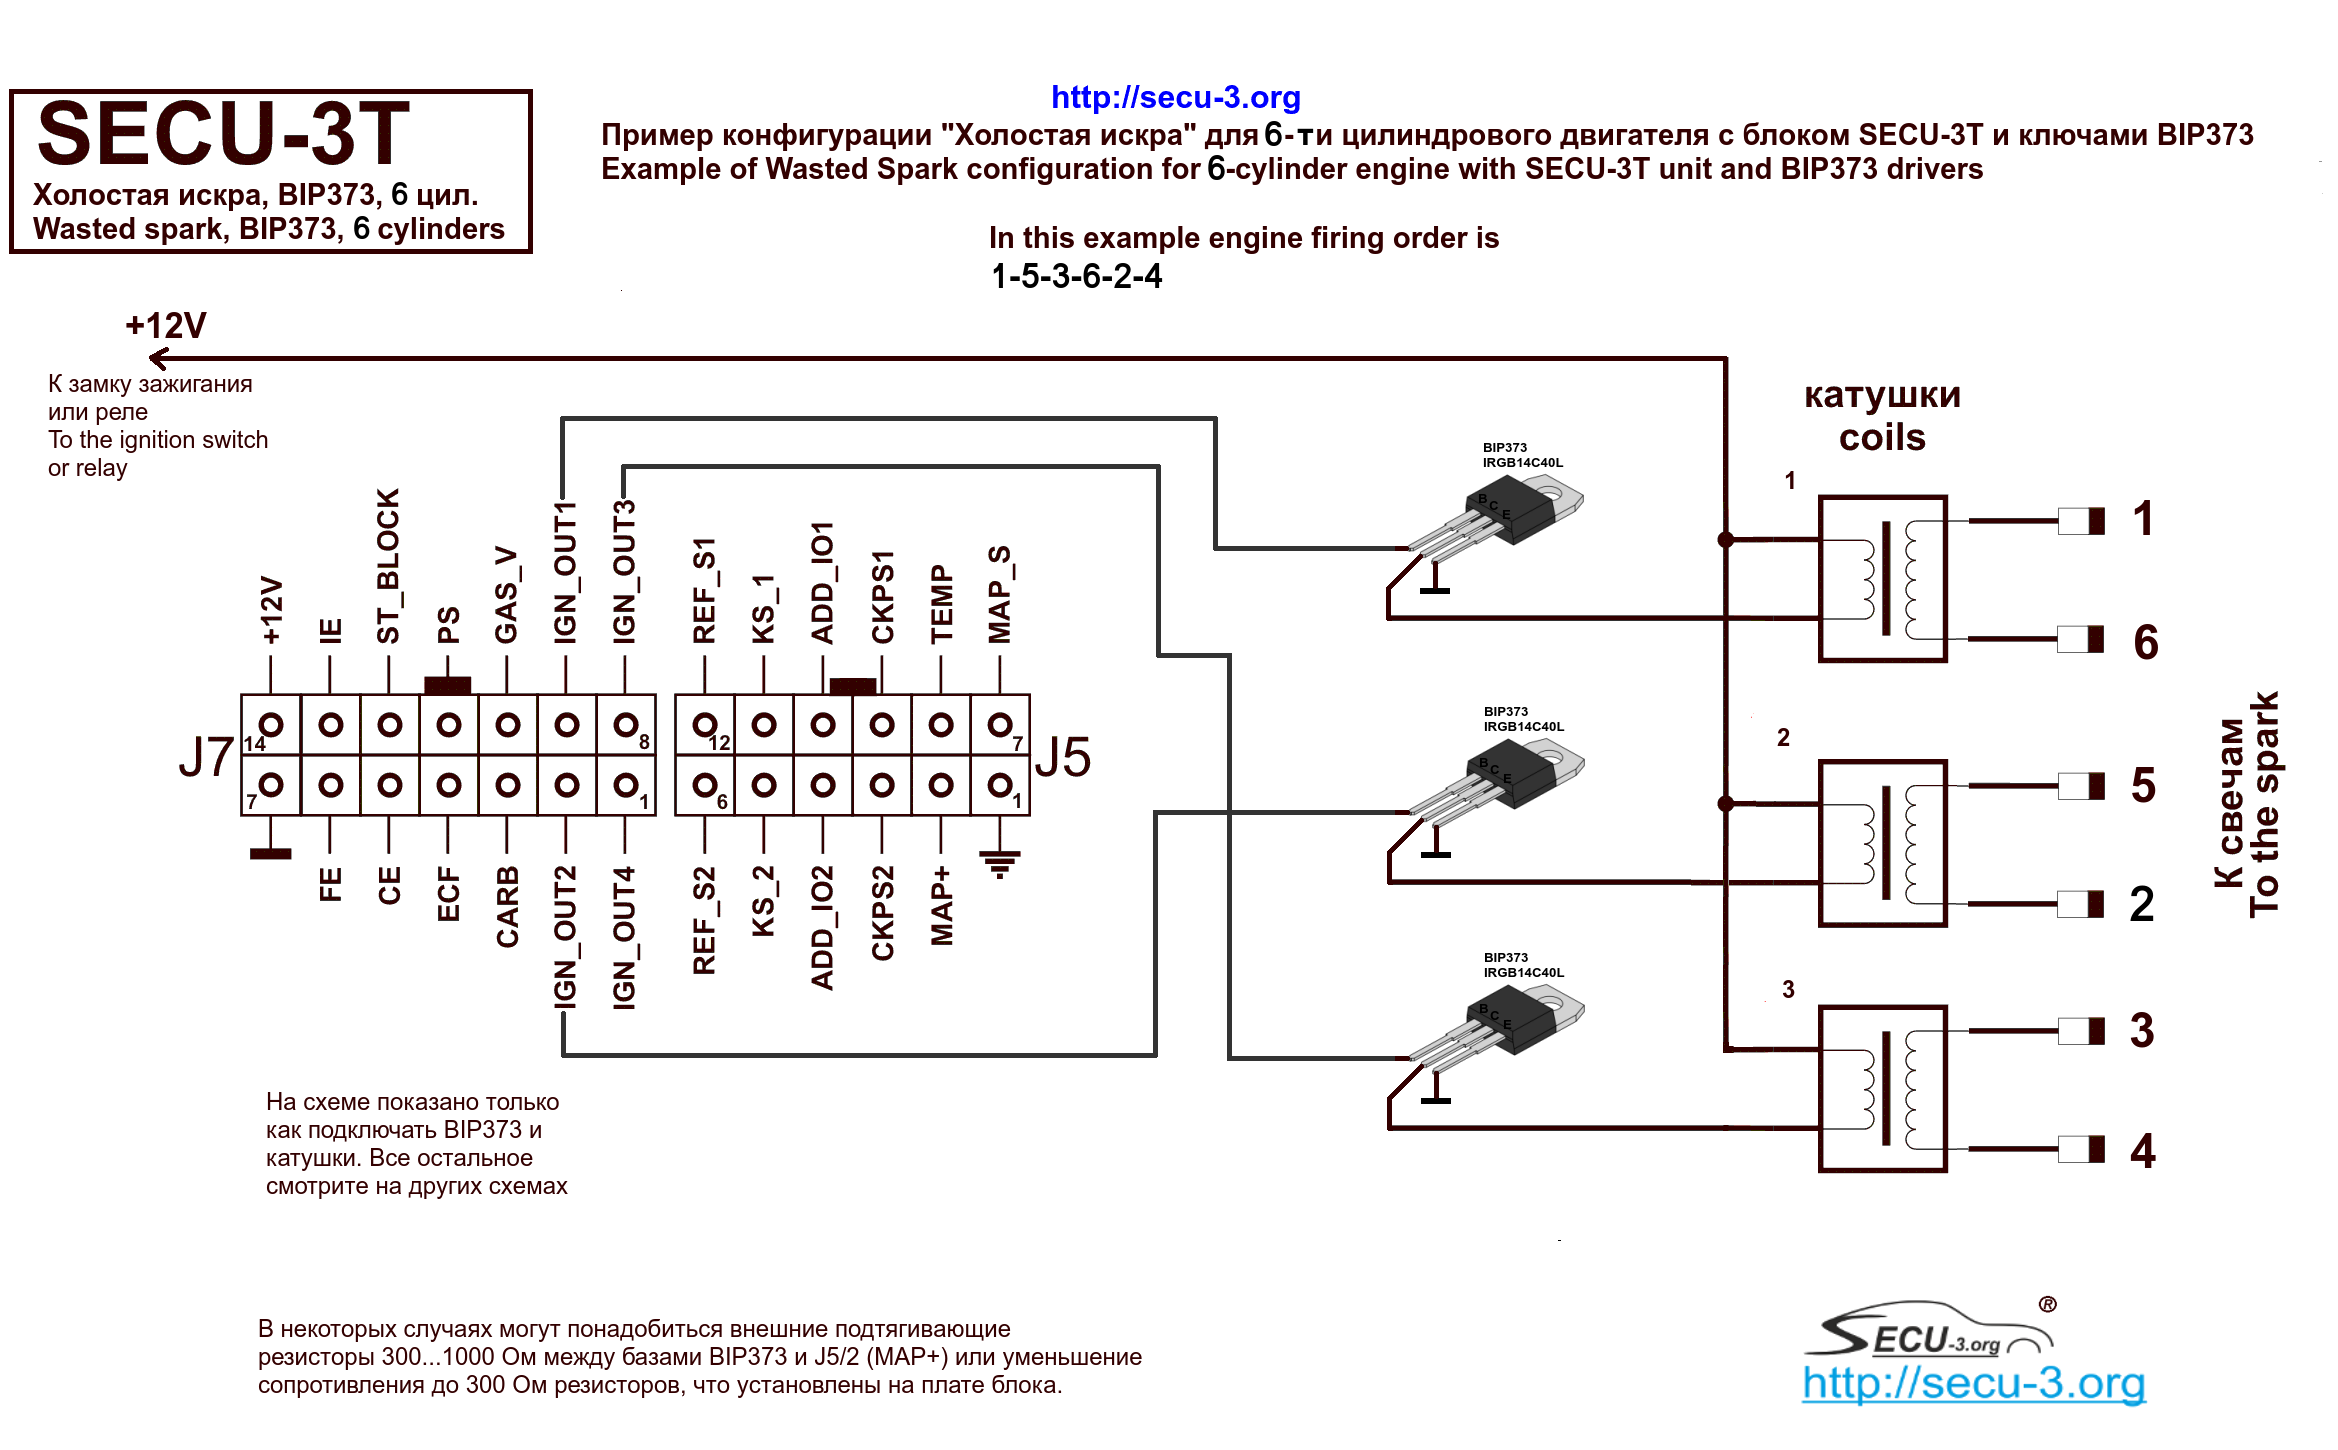 SECU-3T
Холостая искра, BIP373, 6 цил.
Wasted spark, BIP373, 6 cylinders
http://secu-3.org
Пример конфигурации "Холостая искра" для 6-ти цилиндрового двигателя с блоком SECU-3T и ключами BIP373
Example of Wasted Spark configuration for 6-cylinder engine with SECU-3T unit and BIP373 drivers
In this example engine firing order is
1-5-3-6-2-4
+12V
К замку зажигания
или реле
To the ignition switch
or relay
+12V
IE
ST_BLOCK
PS
GAS_V
IGN_OUT1
IGN_OUT3
REF_S1
KS_1
ADD_IO1
CKPS1
TEMP
MAP_S
J7
14
8
7
1
12
7
6
1
J5
FE
CE
ECF
CARB
IGN_OUT2
IGN_OUT4
REF_S2
KS_2
ADD_IO2
CKPS2
MAP+
BIP373
IRGB14C40L
B
C
E
BIP373
IRGB14C40L
B
C
E
BIP373
IRGB14C40L
B
C
E
катушки
coils
1
1
6
2
5
2
3
3
4
К свечам
To the spark
На схеме показано только
как подключать BIP373 и
катушки. Все остальное
смотрите на других схемах
В некоторых случаях могут понадобиться внешние подтягивающие
резисторы 300...1000 Ом между базами BIP373 и J5/2 (MAP+) или уменьшение
сопротивления до 300 Ом резисторов, что установлены на плате блока.
SECU-3.org ®
http://secu-3.org